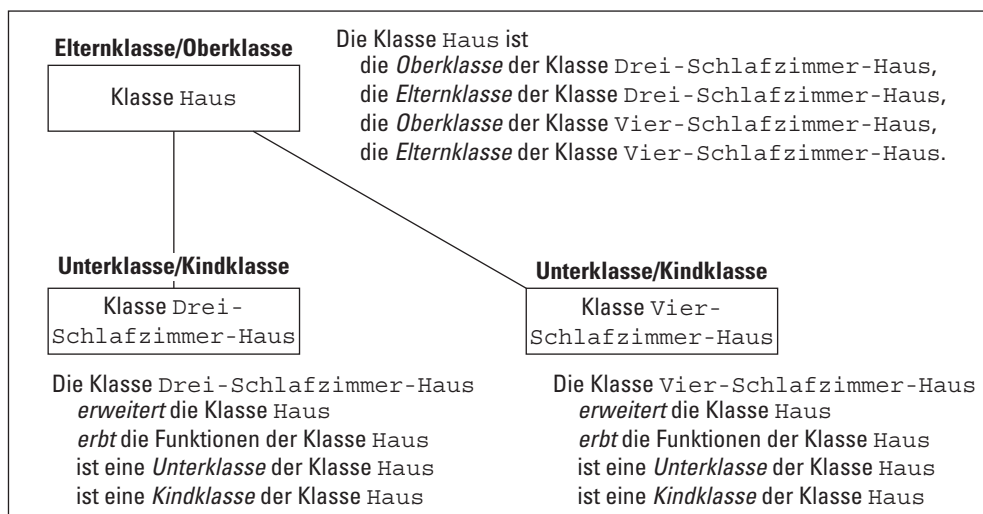 Elternklasse/Oberklasse
Klasse Haus
Die Klasse Haus ist
die Oberklasse der Klasse Drei-Schlafzimmer-Haus,
die Elternklasse der Klasse Drei-Schlafzimmer-Haus,
die Oberklasse der Klasse Vier-Schlafzimmer-Haus,
die Elternklasse der Klasse Vier-Schlafzimmer-Haus.
Unterklasse/Kindklasse
Klasse Drei-
Schlafzimmer-Haus
Die Klasse Drei-Schlafzimmer-Haus
erweitert die Klasse Haus
erbt die Funktionen der Klasse Haus
ist eine Unterklasse der Klasse Haus
ist eine Kindklasse der Klasse Haus
Unterklasse/Kindklasse
Klasse Vier-
Schlafzimmer-Haus
Die Klasse Vier-Schlafzimmer-Haus
erweitert die Klasse Haus
erbt die Funktionen der Klasse Haus
ist eine Unterklasse der Klasse Haus
ist eine Kindklasse der Klasse Haus